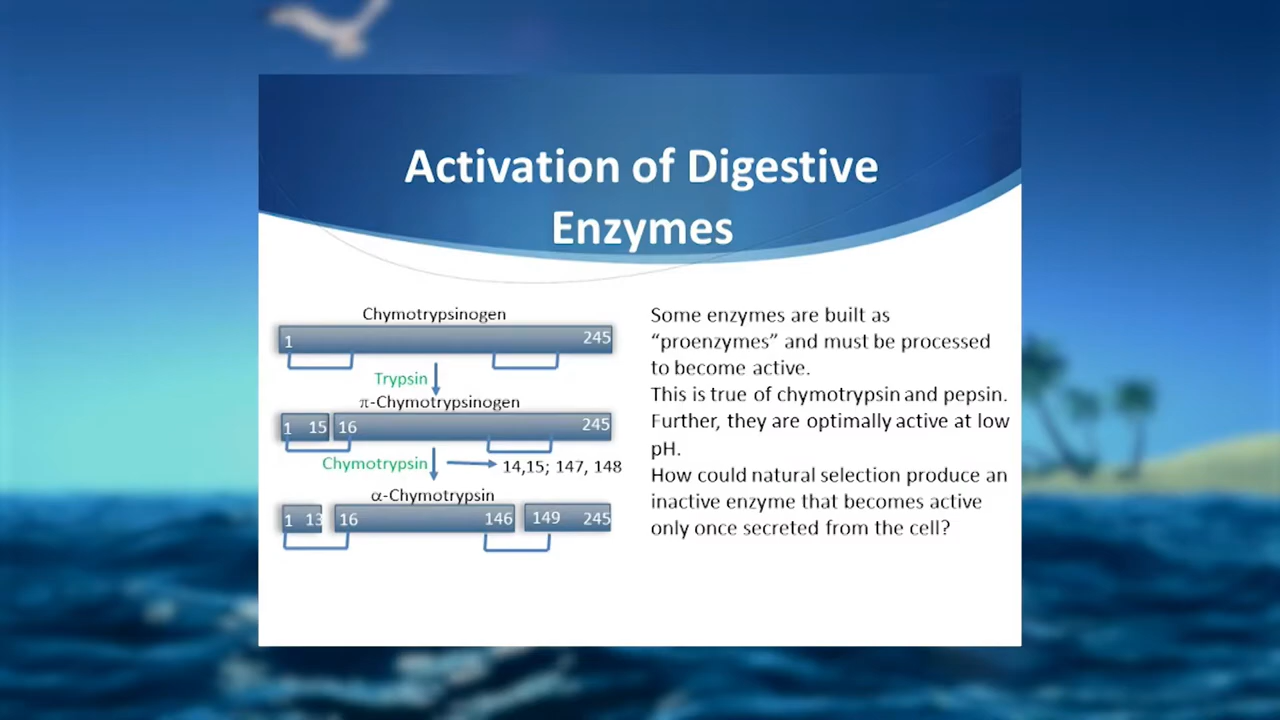 Activation of Digestive
Enzymes
Chymotrypsinogen
1 245
Trypsin
π-Chymotrypsinogen
1 15 16 245
Chymotrypsin
14,15; 147, 148
α-Chymotrypsin
1 13 16 146 149 245
Some enzymes are built as
“proenzymes” and must be processed
to become active.
This is true of chymotrypsin and pepsin.
Further, they are optimally active at low
pH.
How could natural selection produce an
inactive enzyme that becomes active
only once secreted from the cell?